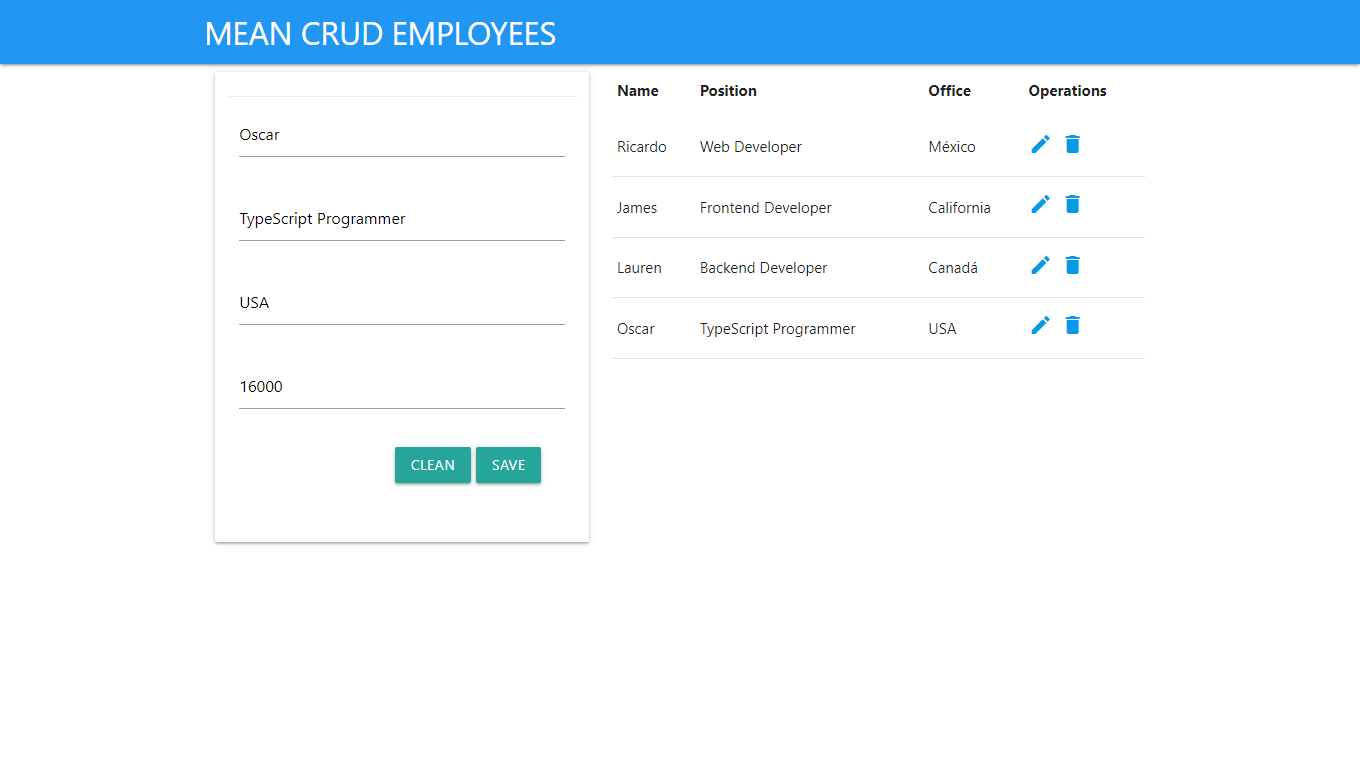 MEAN CRUD EMPLOYEES
Oscar
TypeScript Programmer
USA
16000
CLEAN SAVE
Name Position Office Operations
Ricardo Web Developer México
James Frontend Developer California
Lauren Backend Developer Canadá
Oscar TypeScript Programmer USA